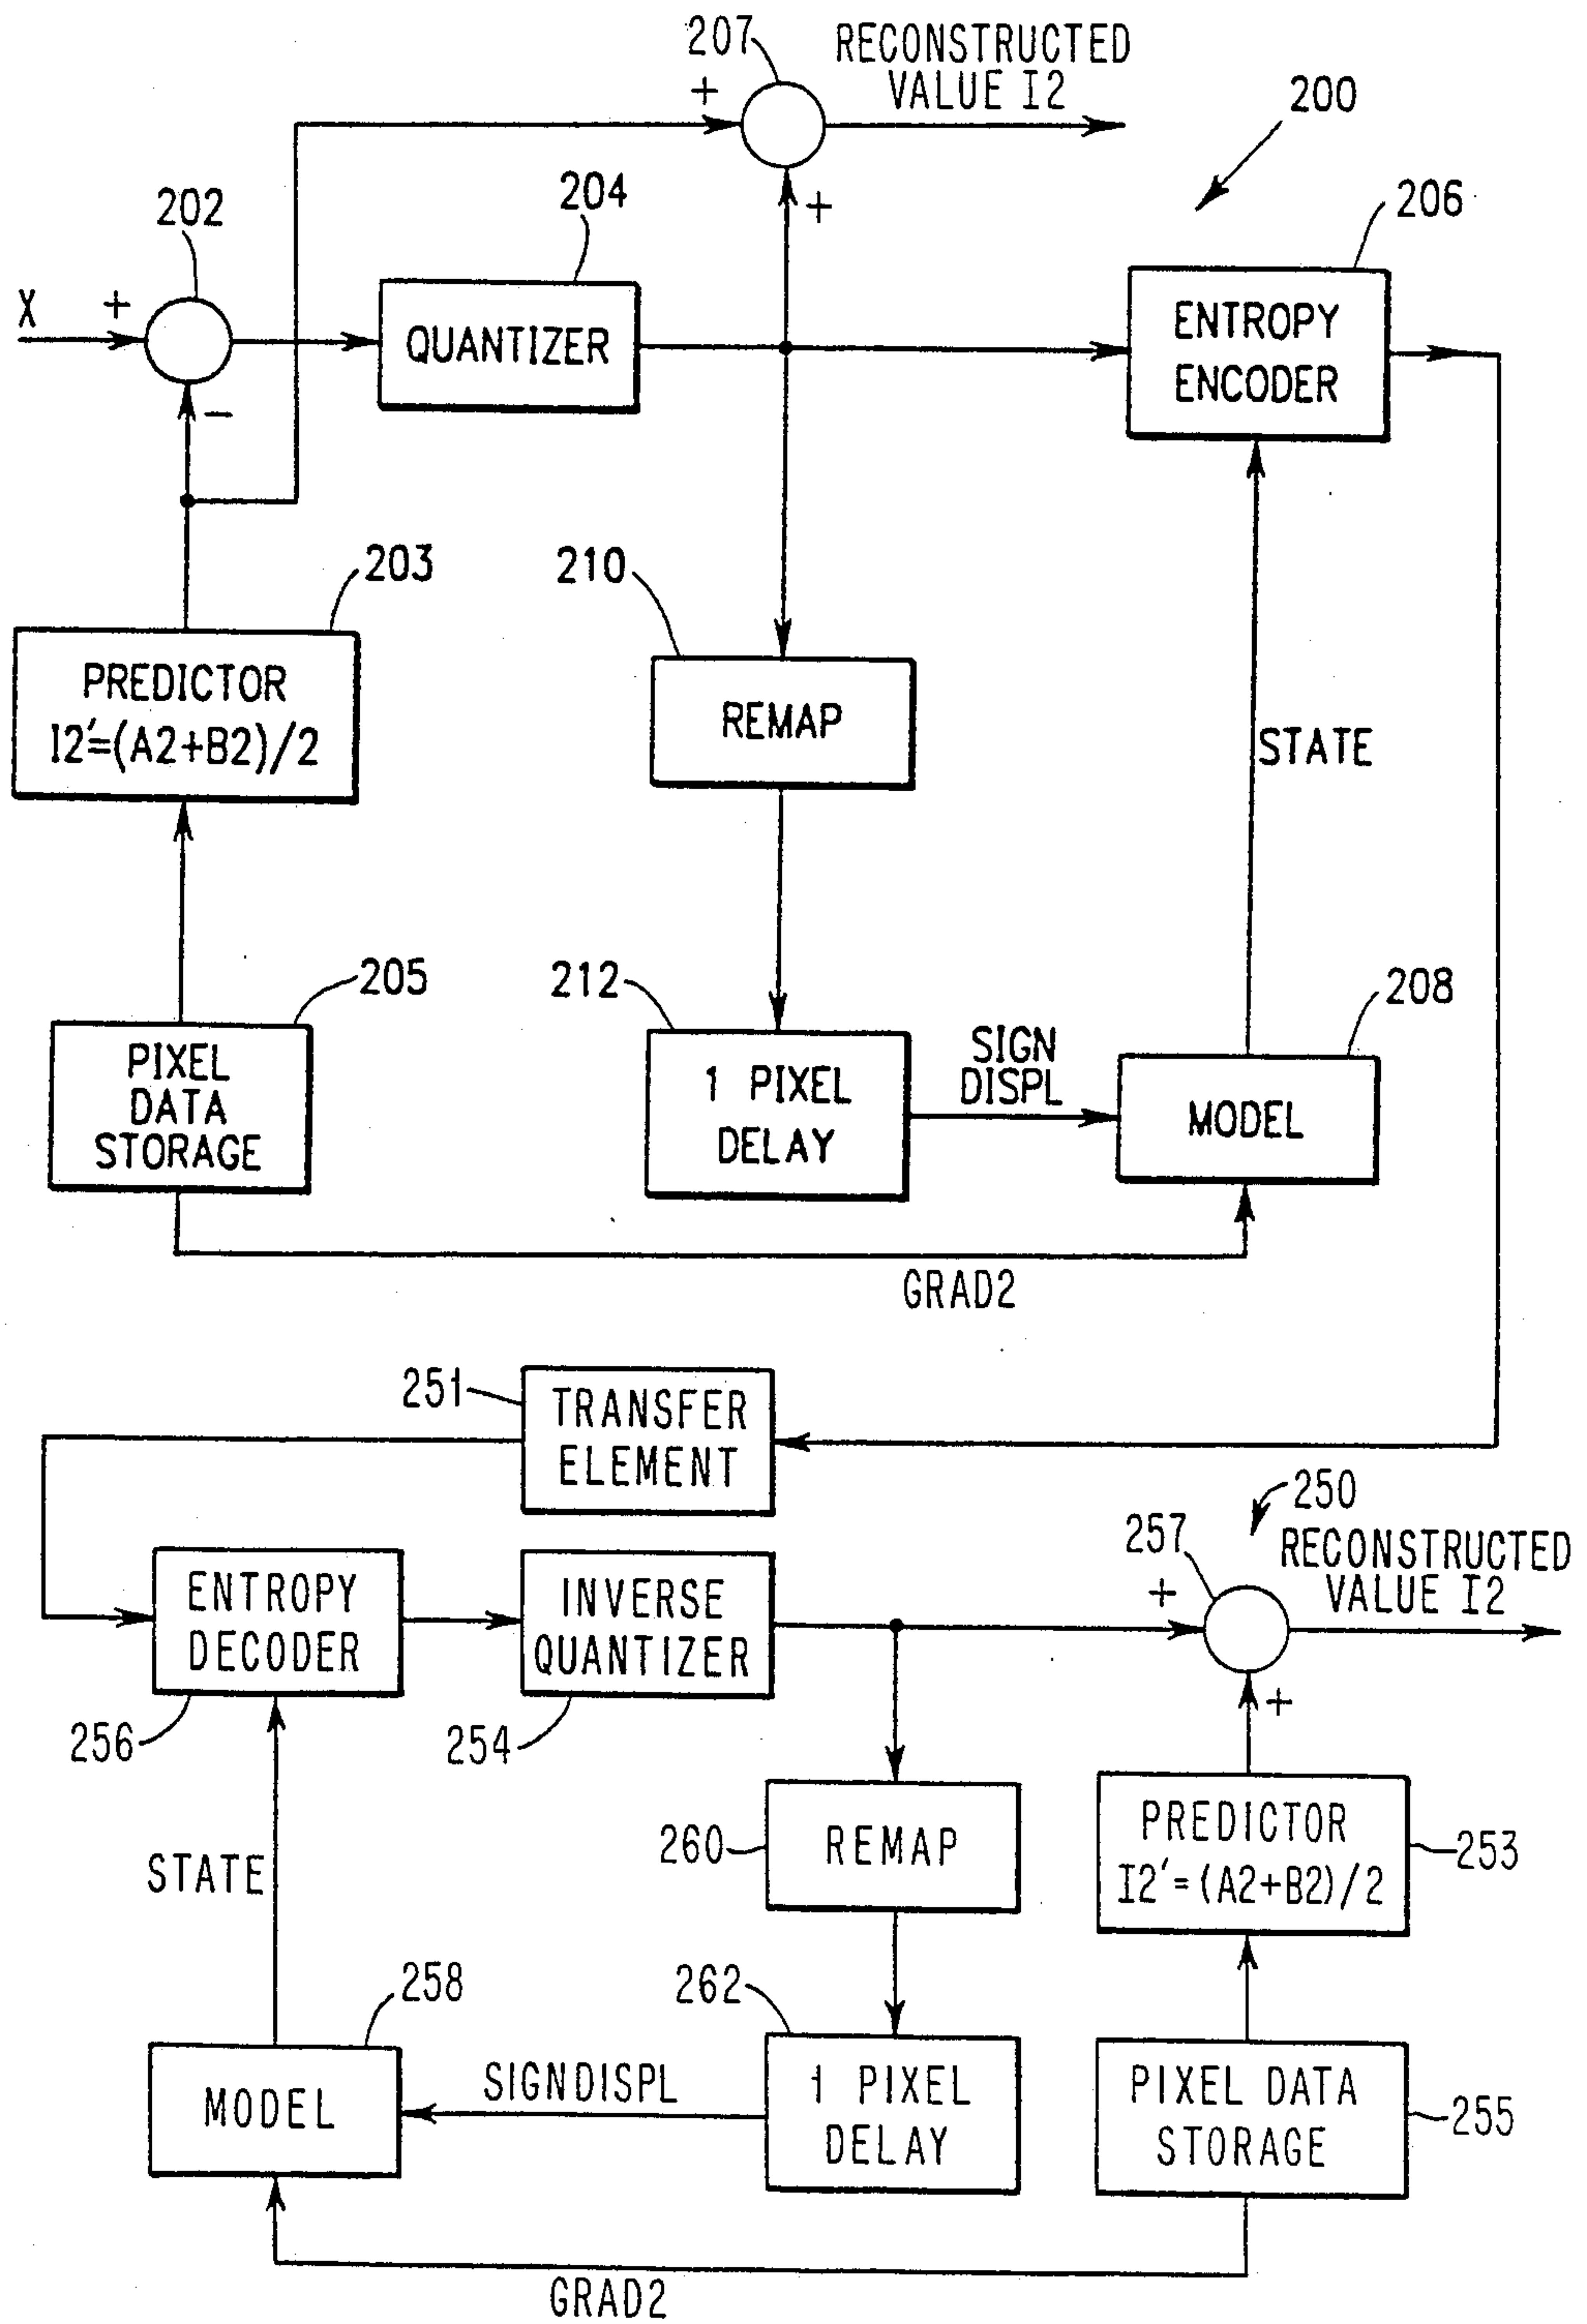 207
RECONSTRUCTED
VALUE I2
200
+
202
204
206
+
X
+
QUANTIZER
ENTROPY
ENCODER
−
203
210
PREDICTOR
I2'=(A2+B2)/2
REMAP
STATE
205
212
208
PIXEL
DATA
STORAGE
1 PIXEL
DELAY
SIGN
DISPL
MODEL
GRAD2
251
TRANSFER
ELEMENT
250
257
RECONSTRUCTED
VALUE I2
ENTROPY
DECODER
INVERSE
QUANTIZER
+
+
256
254
260
REMAP
PREDICTOR
I2'=(A2+B2)/2
253
STATE
258
262
MODEL
SIGNDISPL
1 PIXEL
DELAY
PIXEL DATA
STORAGE
255
GRAD2